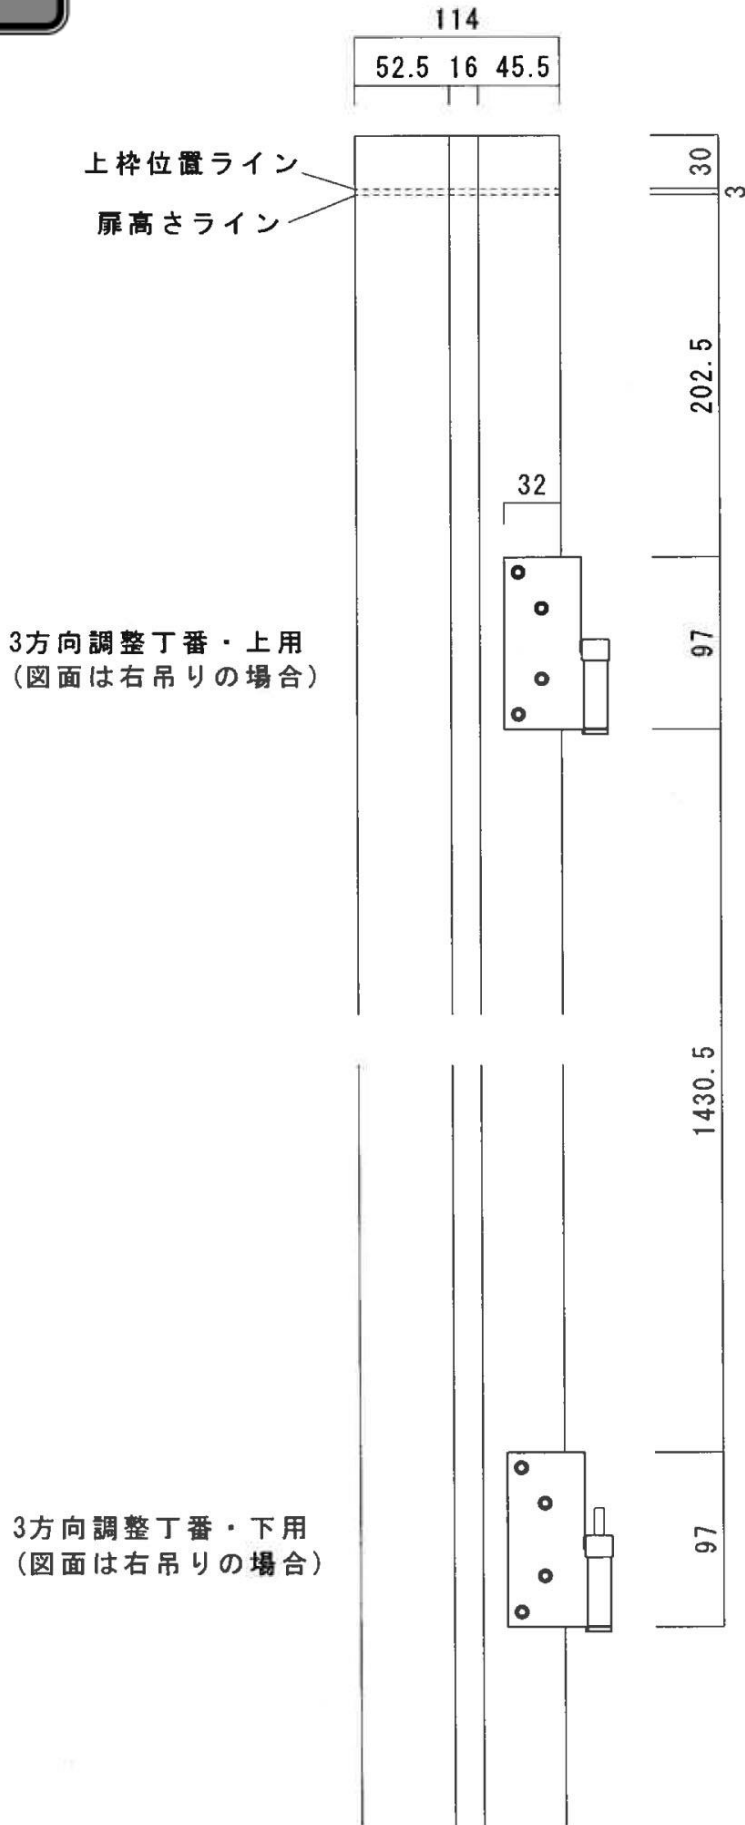 114
52.5 16 45.5
上枠位置ライン
30
3
扉高さライン
202.5
32
3方向調整丁番・上用
(図面は右吊りの場合)
97
1430.5
3方向調整丁番・下用
(図面は右吊りの場合)
97